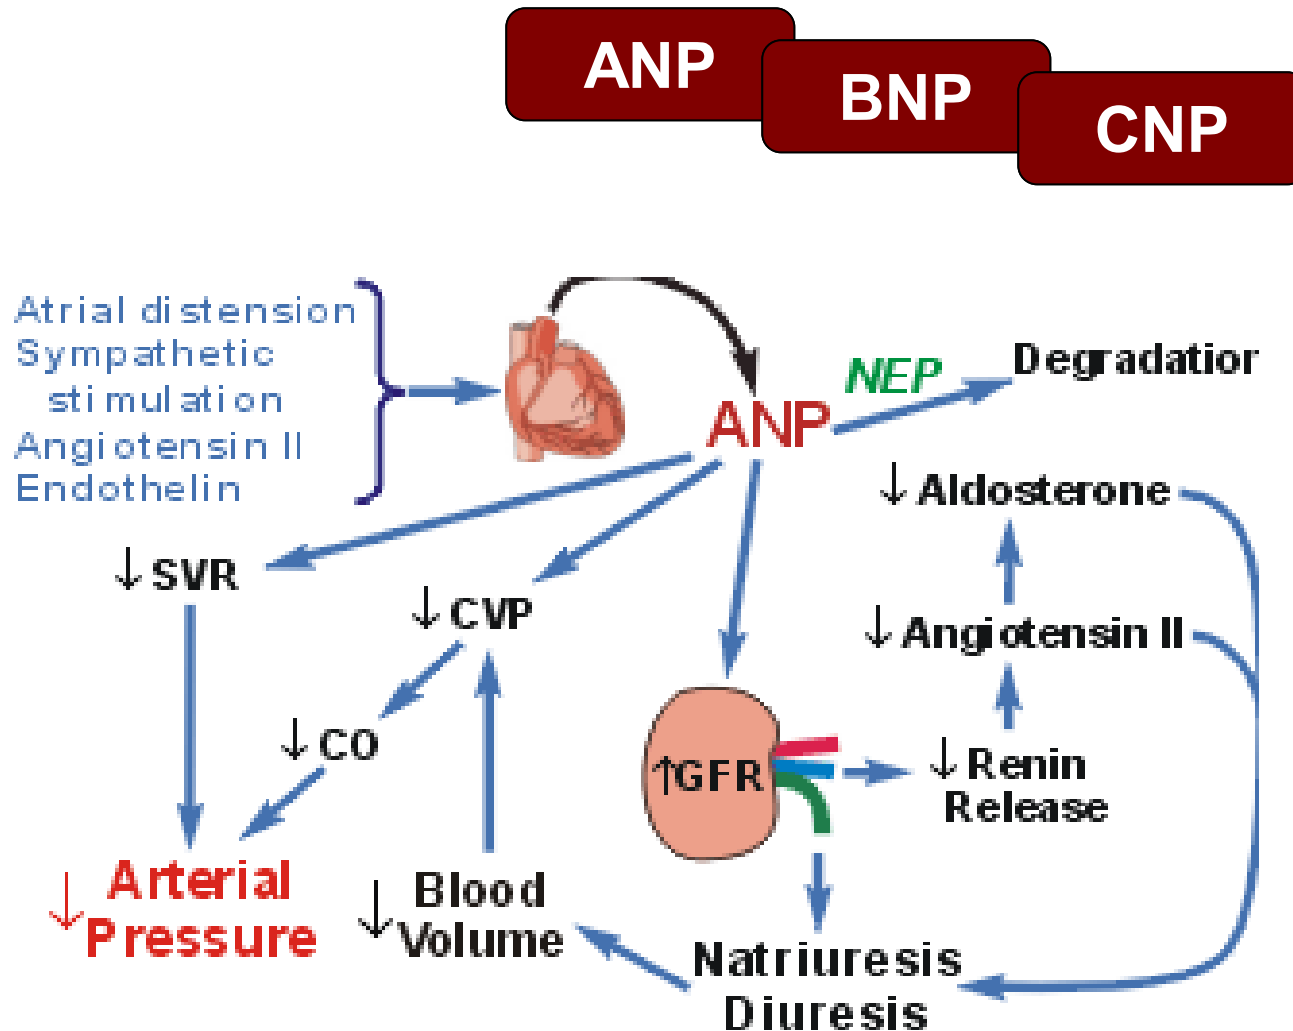 ANP
BNP
CNP
Atrial distension
Sympathetic
stimulation
Angiotensin II
Endothelin
NEP
Degradatior
ANP
↓ Aldosterone
↓ SVR
↓ CVP
↓ Angiotensin II
↓ CO
↑GFR
↓ Renin
Release
↓ Arterial
Pressure
↓ Blood
Volume
Natriuresis
Diuresis